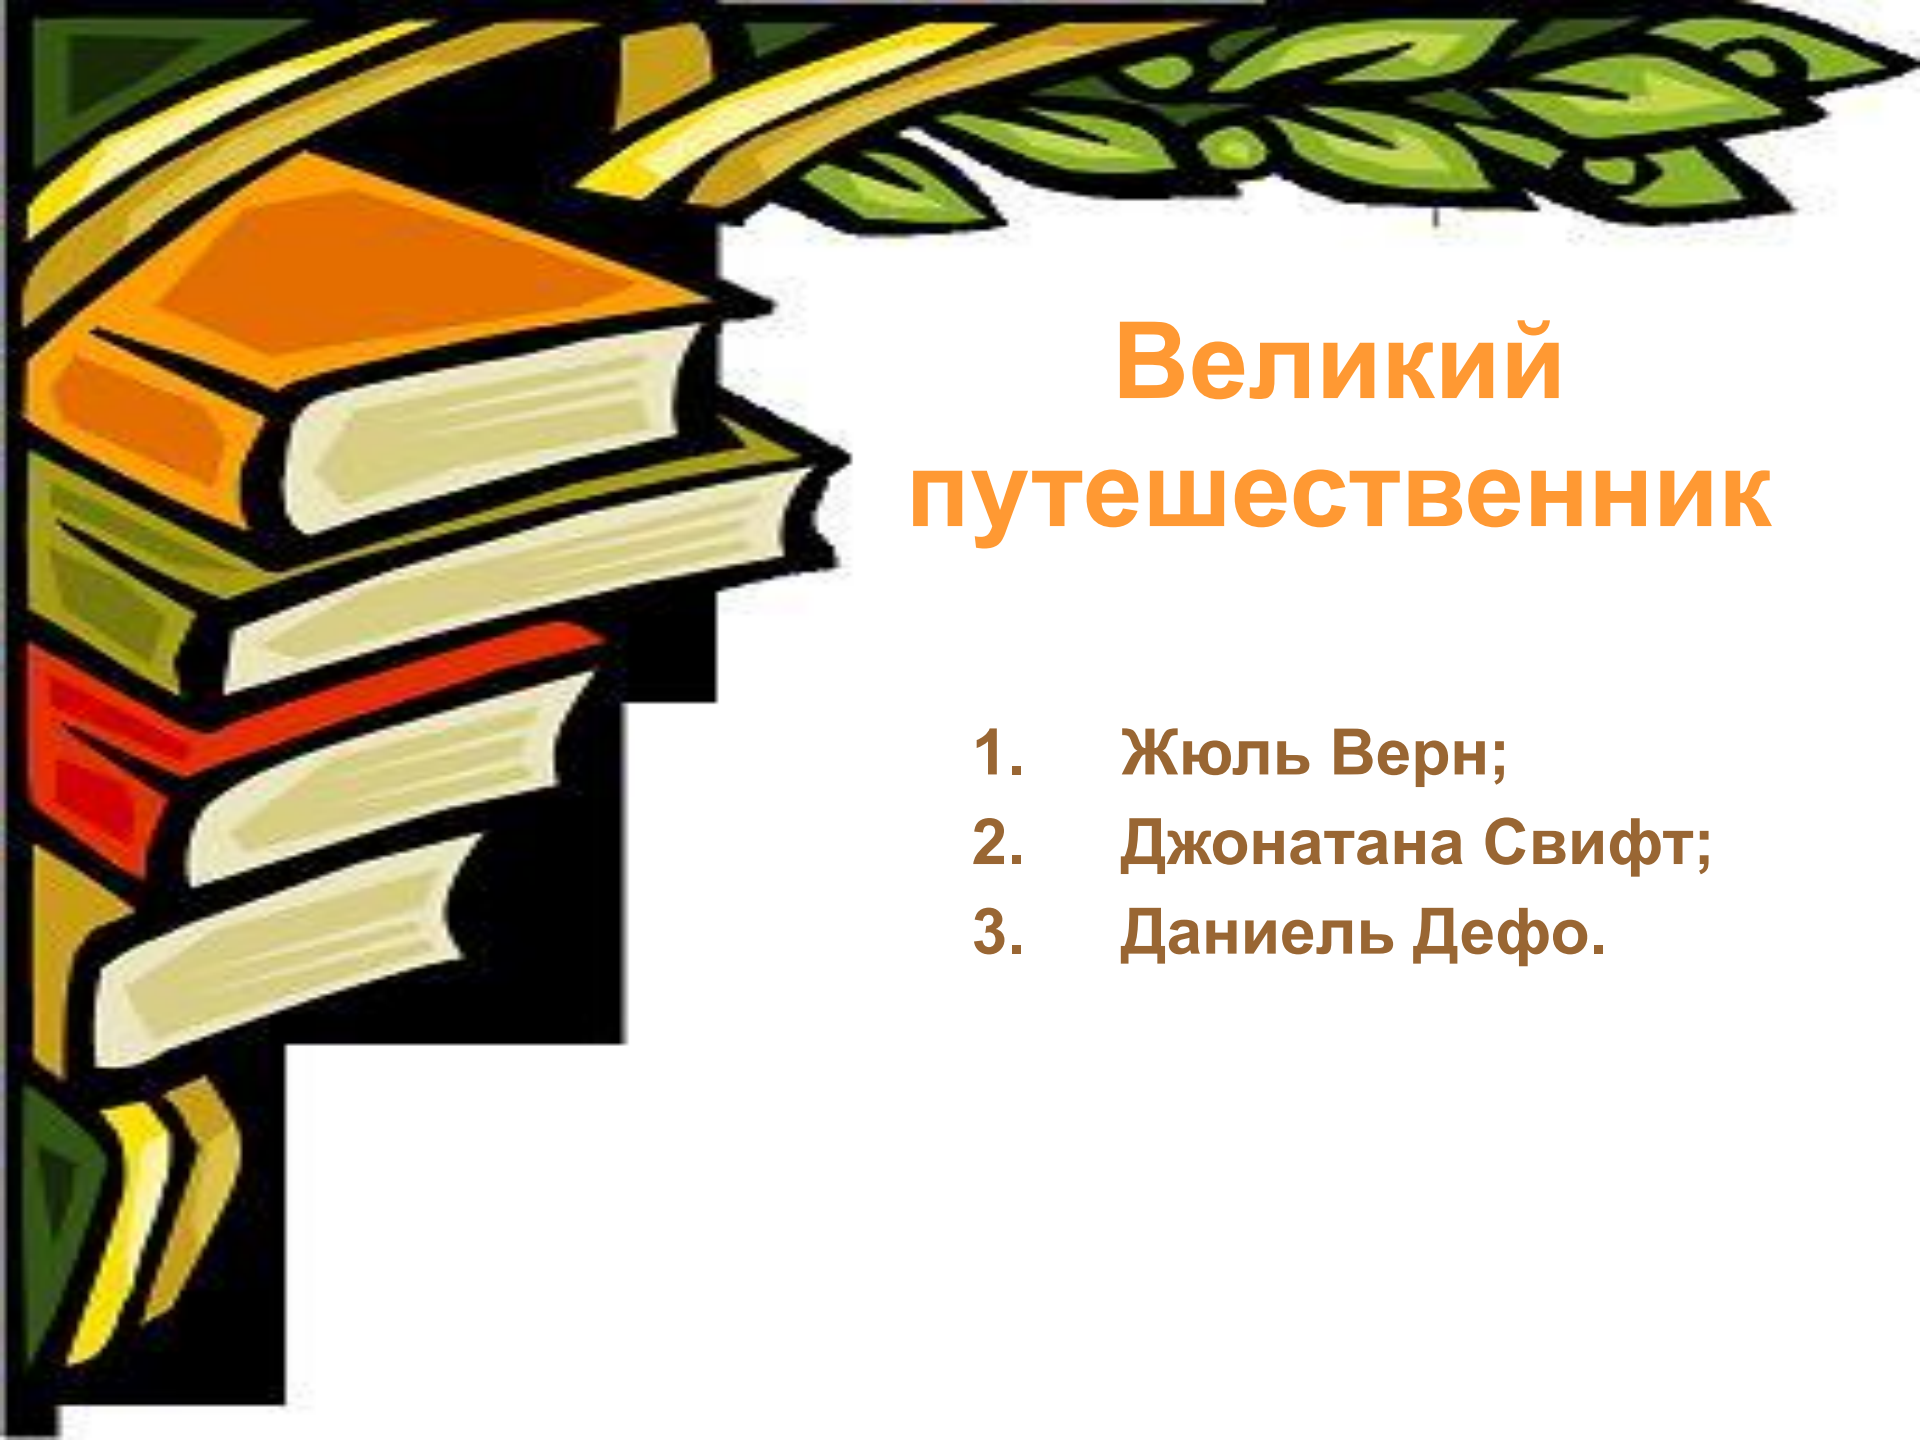 Великий
путешественник
1. Жюль Верн;
2. Джонатана Свифт;
3. Даниель Дефо.